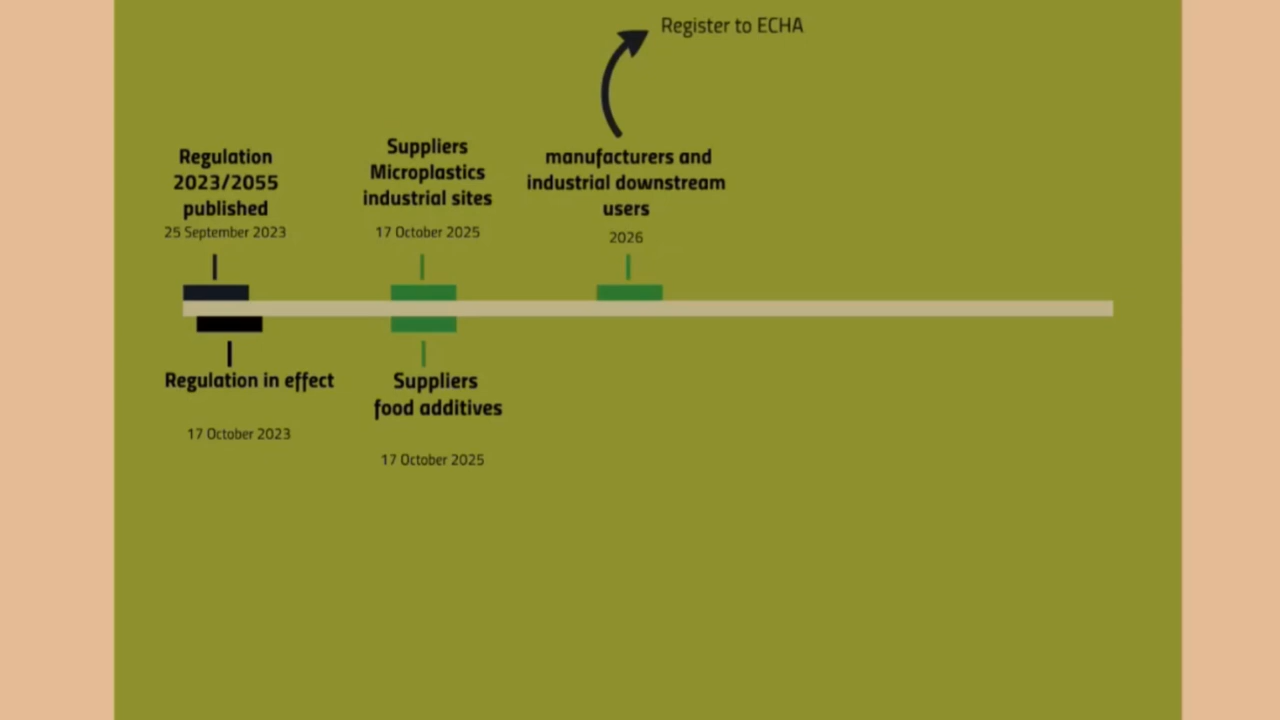 Register to ECHA
Regulation
2023/2055
published
25 September 2023
Suppliers
Microplastics
industrial sites
17 October 2025
manufacturers and
industrial downstream
users
2026
Regulation in effect
17 October 2023
Suppliers
food additives
17 October 2025